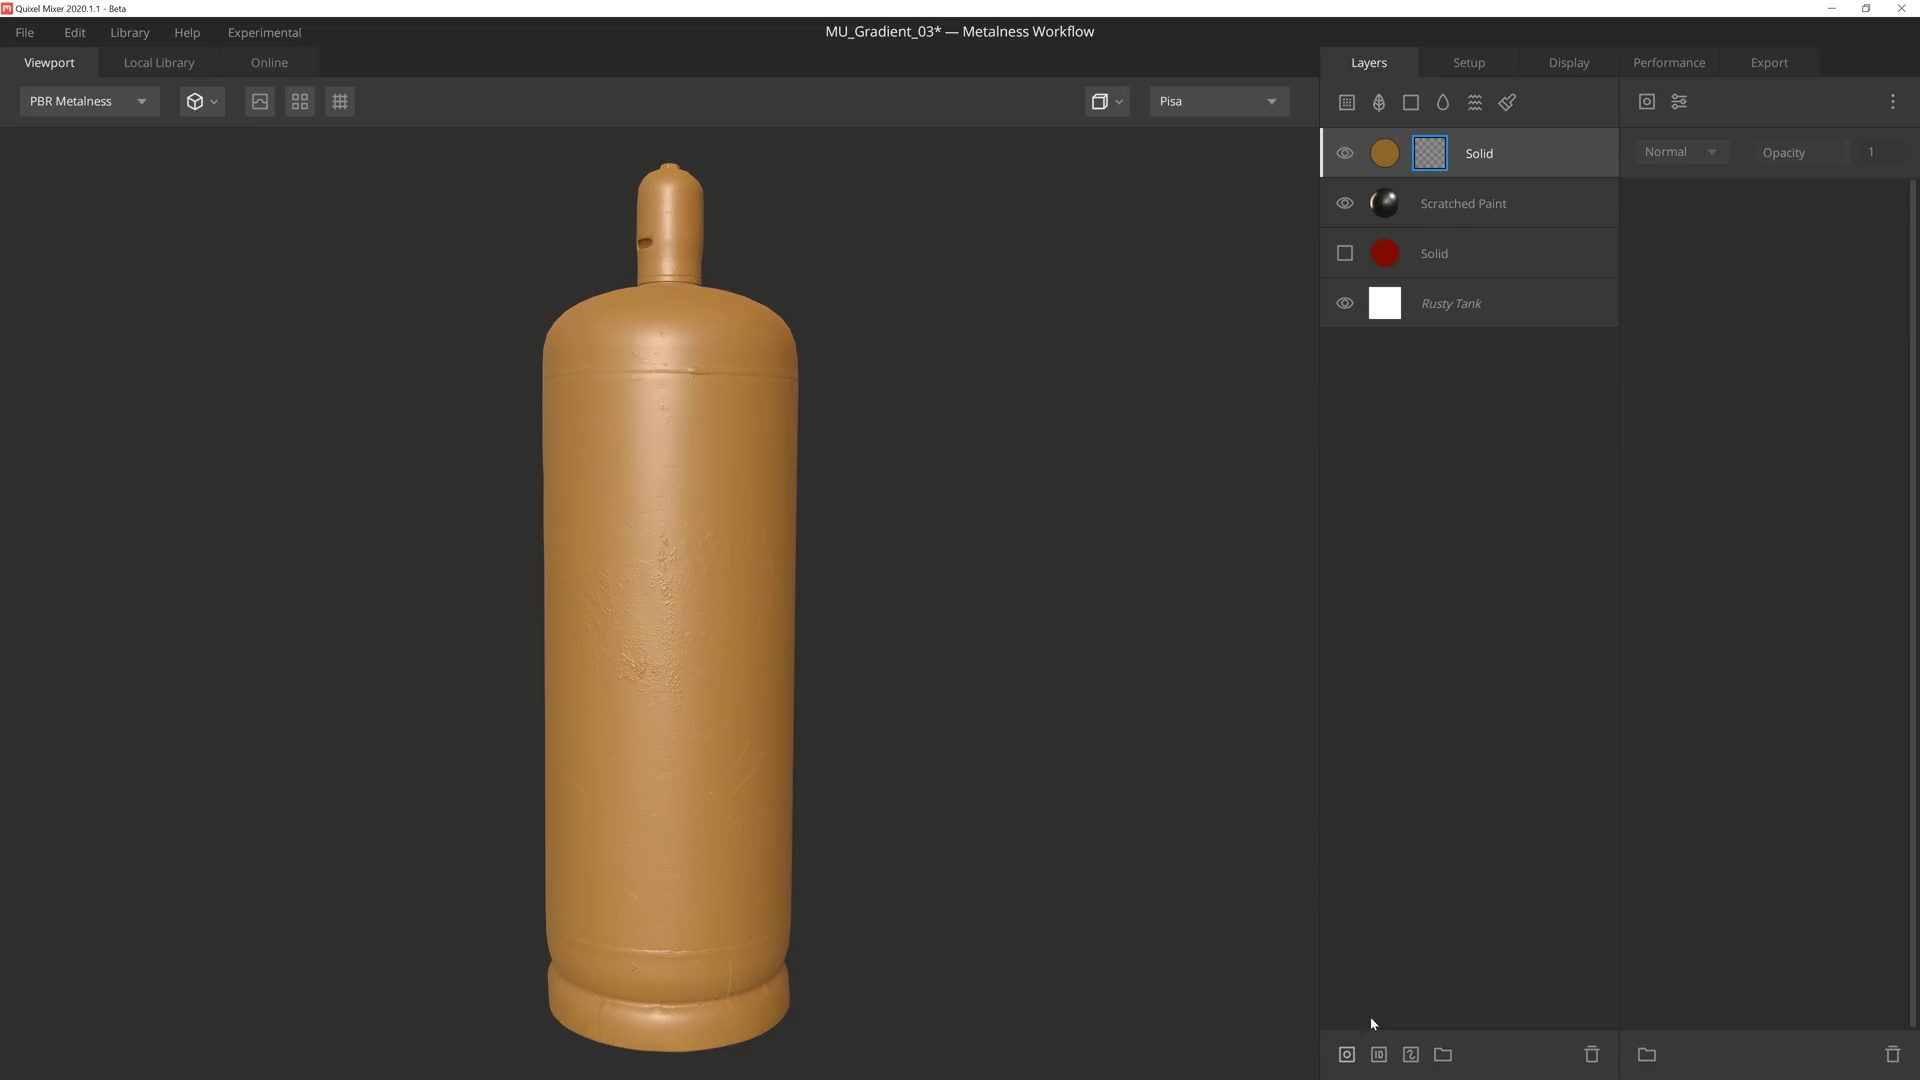 Quixel Mixer 2020.1.1 - Beta
File Edit Library Help Experimental
MU_Gradient_03* — Metalness Workflow
Viewport Local Library Online
Layers Setup Display Performance Export
PBR Metalness
Pisa
Solid
Normal Opacity 1
Scratched Paint
Solid
Rusty Tank
ID